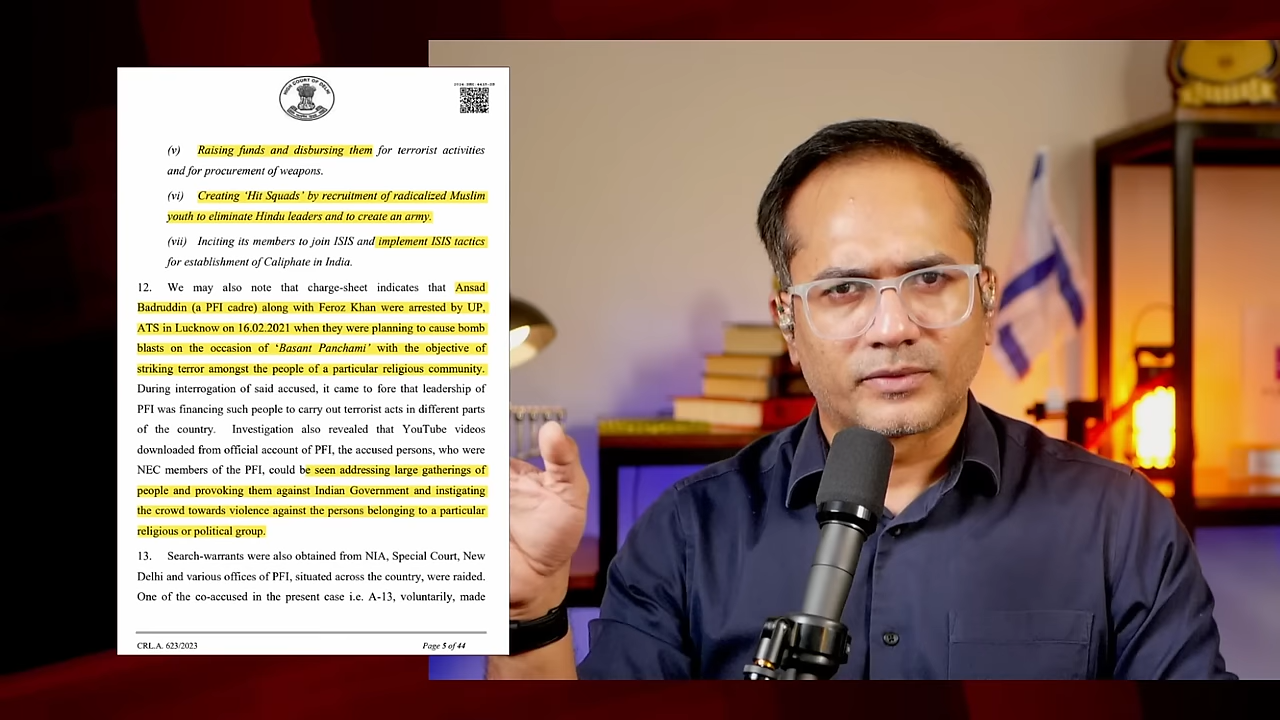 HIGH COURT OF DELHI
(v) Raising funds and disbursing them for terrorist activities
and for procurement of weapons.
(vi) Creating ‘Hit Squads’ by recruitment of radicalized Muslim
youth to eliminate Hindu leaders and to create an army.
(vii) Inciting its members to join ISIS and implement ISIS tactics
for establishment of Caliphate in India.
12. We may also note that charge-sheet indicates that Ansad
Badruddin (a PFI cadre) along with Feroz Khan were arrested by UP,
ATS in Lucknow on 16.02.2021 when they were planning to cause bomb
blasts on the occasion of ‘Basant Panchami’ with the objective of
striking terror amongst the people of a particular religious community.
During interrogation of said accused, it came to fore that leadership of
PFI was financing such people to carry out terrorist acts in different parts
of the country. Investigation also revealed that YouTube videos
downloaded from official account of PFI, the accused persons, who were
NEC members of the PFI, could be seen addressing large gatherings of
people and provoking them against Indian Government and instigating
the crowd towards violence against the persons belonging to a particular
religious or political group.
13. Search-warrants were also obtained from NIA, Special Court, New
Delhi and various offices of PFI, situated across the country, were raided.
One of the co-accused in the present case i.e. A-13, voluntarily, made
CRL.A. 623/2023
Page 5 of 44